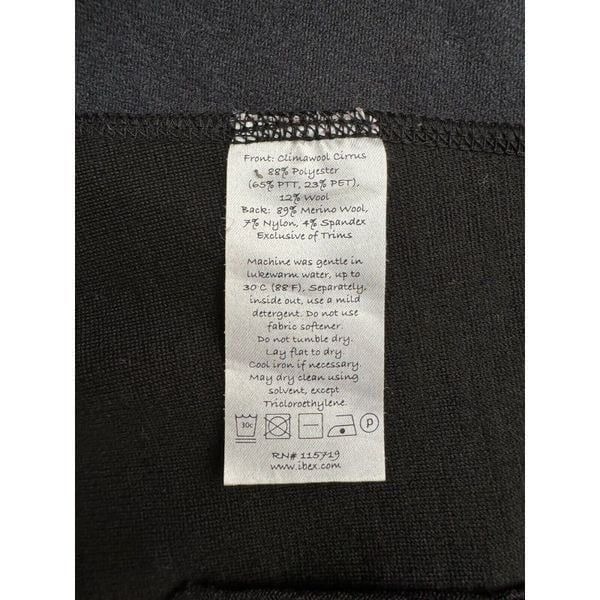 Front: Climawool Cirrus
88% Polyester
(65% PTT, 23% PET),
12% Wool
Back: 89% Merino Wool,
7% Nylon, 4% Spandex
Exclusive of Trims
Machine was gentle in
lukewarm water, up to
30 C (88 F), Separately,
inside out, use a mild
detergent. Do not use
fabric softener.
Do not tumble dry.
Lay flat to dry.
Cool iron if necessary.
May dry clean using
solvent, except
Tricloroethylene.
30c P
RN# 115719
www.ibex.com